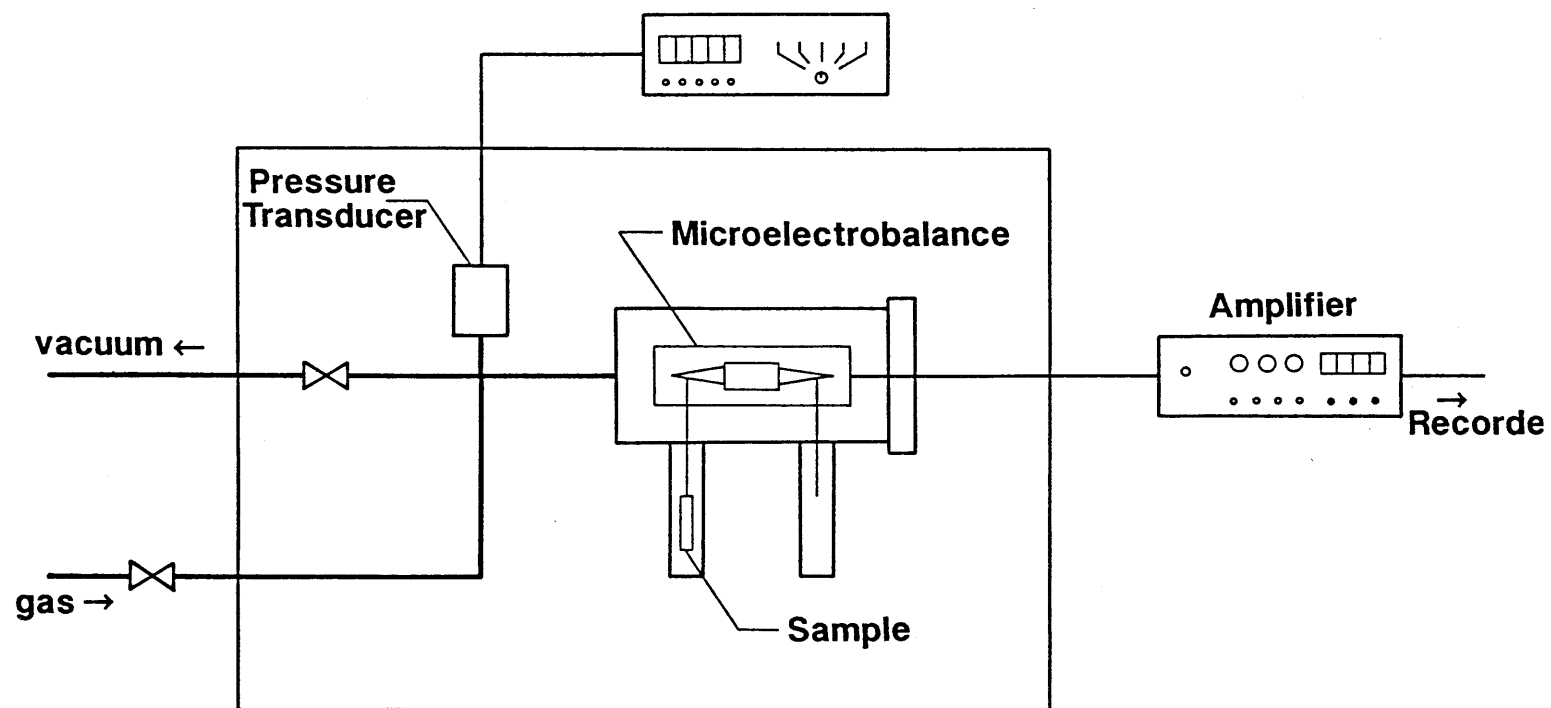 Pressure
Transducer
Microelectrobalance
Amplifier
vacuum ←
→
Recorde
gas →
Sample